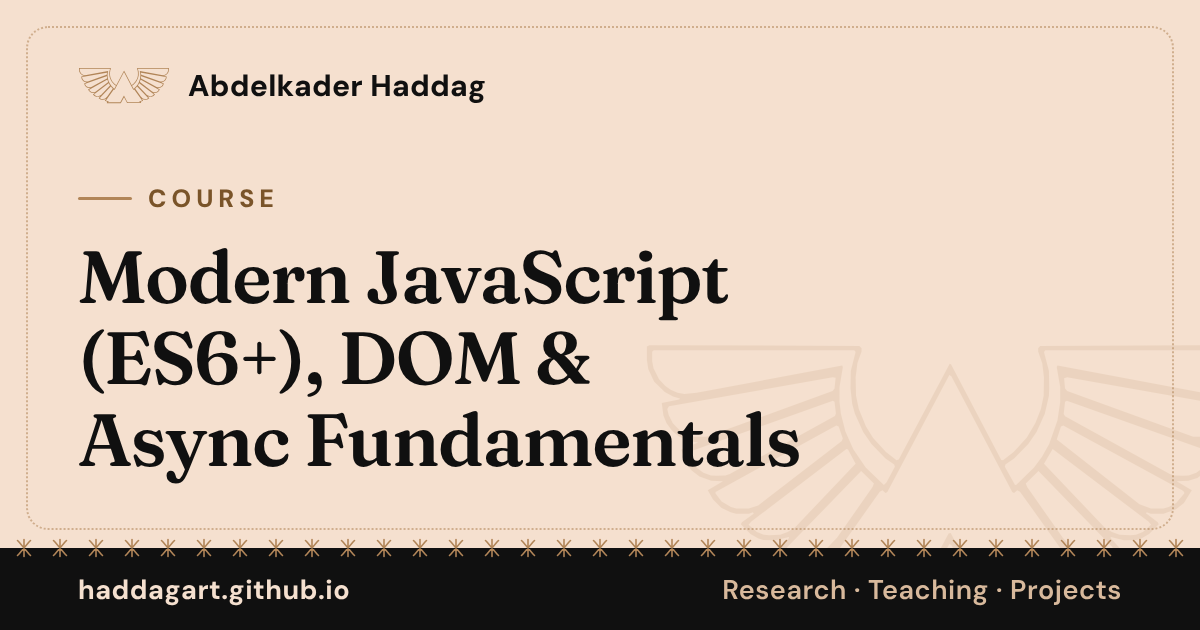 Abdelkader Haddag
COURSE
Modern JavaScript
(ES6+), DOM &
Async Fundamentals
haddagart.github.io
Research · Teaching · Projects